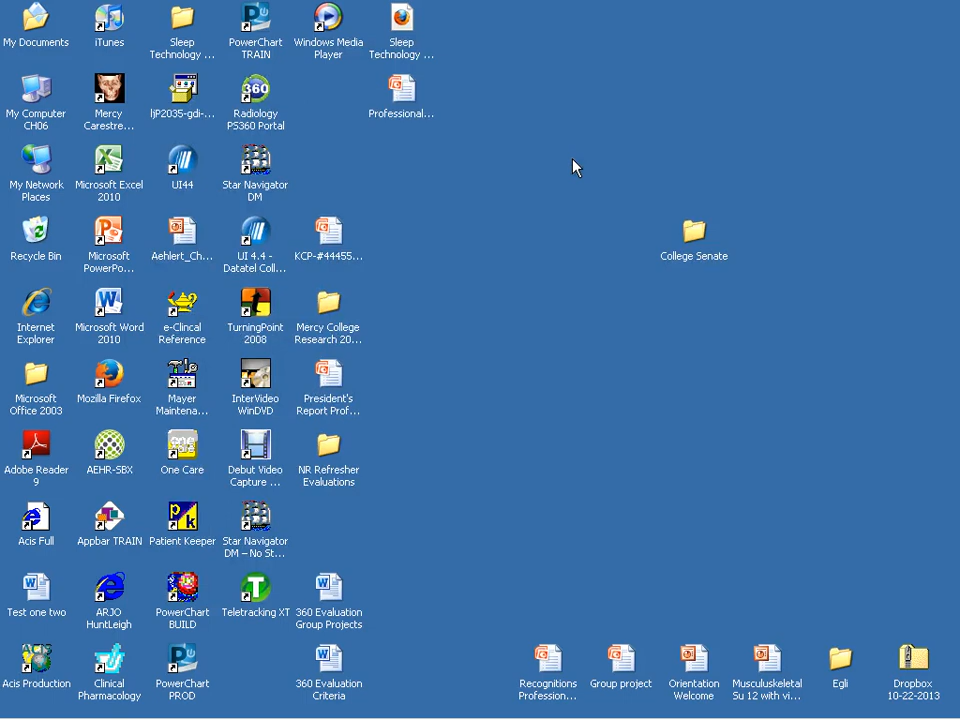 My Documents
iTunes
Sleep
Technology ...
PowerChart
TRAIN
Windows Media
Player
Sleep
Technology ...
My Computer
CH06
Mercy
Carestre...
ljP2035-gdi-...
360
Radiology
PS360 Portal
Professional...
My Network
Places
Microsoft Excel
2010
UI44
Star Navigator
DM
Recycle Bin
Microsoft
PowerPo...
Aehlert_Ch...
UI 4.4 -
Datatel Coll...
KCP-#44455...
College Senate
Internet
Explorer
Microsoft Word
2010
e-Clincal
Reference
TurningPoint
2008
Mercy College
Research 20...
Microsoft
Office 2003
Mozilla Firefox
Mayer
Maintena...
InterVideo
WinDVD
President's
Report Prof...
Adobe Reader
9
AEHR-SBX
One Care
Debut Video
Capture ...
NR Refresher
Evaluations
Acis Full
Appbar TRAIN
Patient Keeper
Star Navigator
DM – No St...
Test one two
ARJO
HuntLeigh
PowerChart
BUILD
Teletracking XT
360 Evaluation
Group Projects
Acis Production
Clinical
Pharmacology
PowerChart
PROD
360 Evaluation
Criteria
Recognitions
Profession...
Group project
Orientation
Welcome
Musculuskeletal
Su 12 with vi...
Egli
Dropbox
10-22-2013